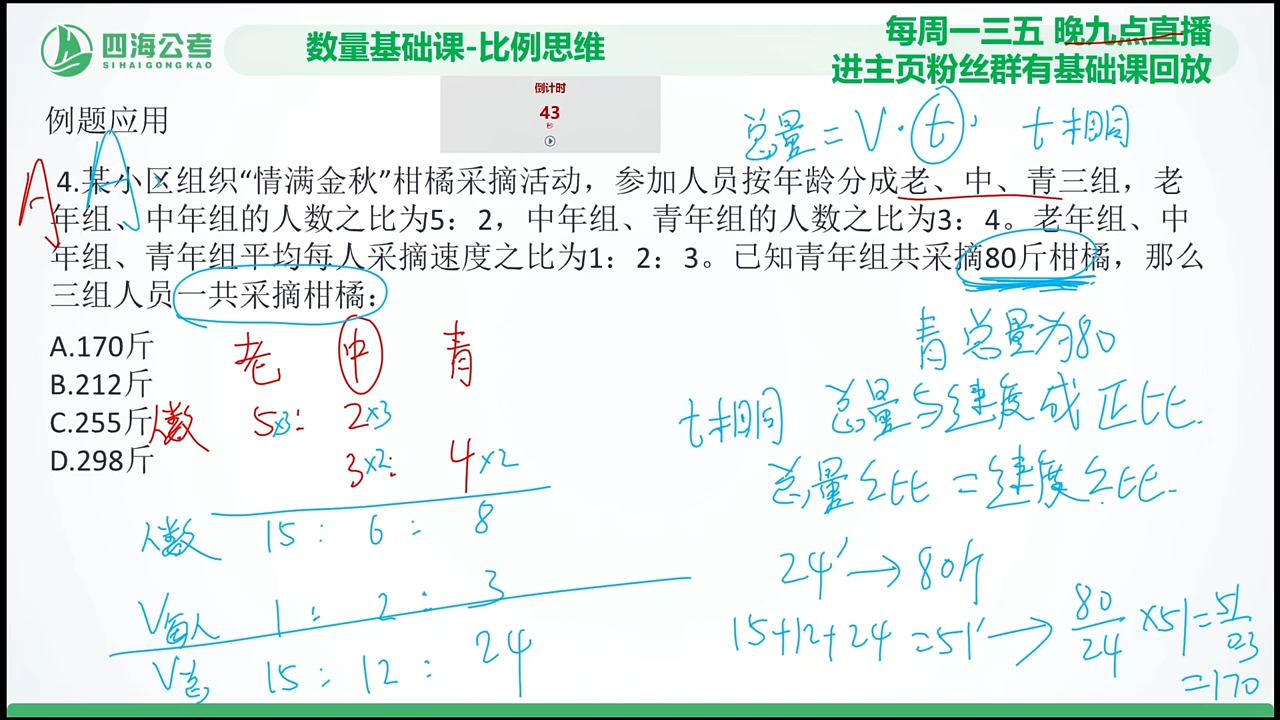 四海公考
SIHAIGONGKAO
数量基础课-比例思维
每周一三五 晚九点直播
进主页粉丝群有基础课回放
倒计时
43
秒
例题应用
总量=V·t, t相同
A A
4.某小区组织“情满金秋”柑橘采摘活动，参加人员按年龄分成老、中、青三组，老
年组、中年组的人数之比为5：2，中年组、青年组的人数之比为3：4。老年组、中
年组、青年组平均每人采摘速度之比为1：2：3。已知青年组共采摘80斤柑橘，那么
三组人员一共采摘柑橘：
A.170斤
B.212斤
C.255斤
D.298斤
老 中 青
人数 5×3: 2×3
3×2: 4×2
人数 15 : 6 : 8
V每人 1 : 2 : 3
V总 15 : 12 : 24
青总量为80
t相同 总量与速度成正比.
总量之比=速度之比.
24'→80斤
15+12+24=51'→80/24×51=51/0.3
=170